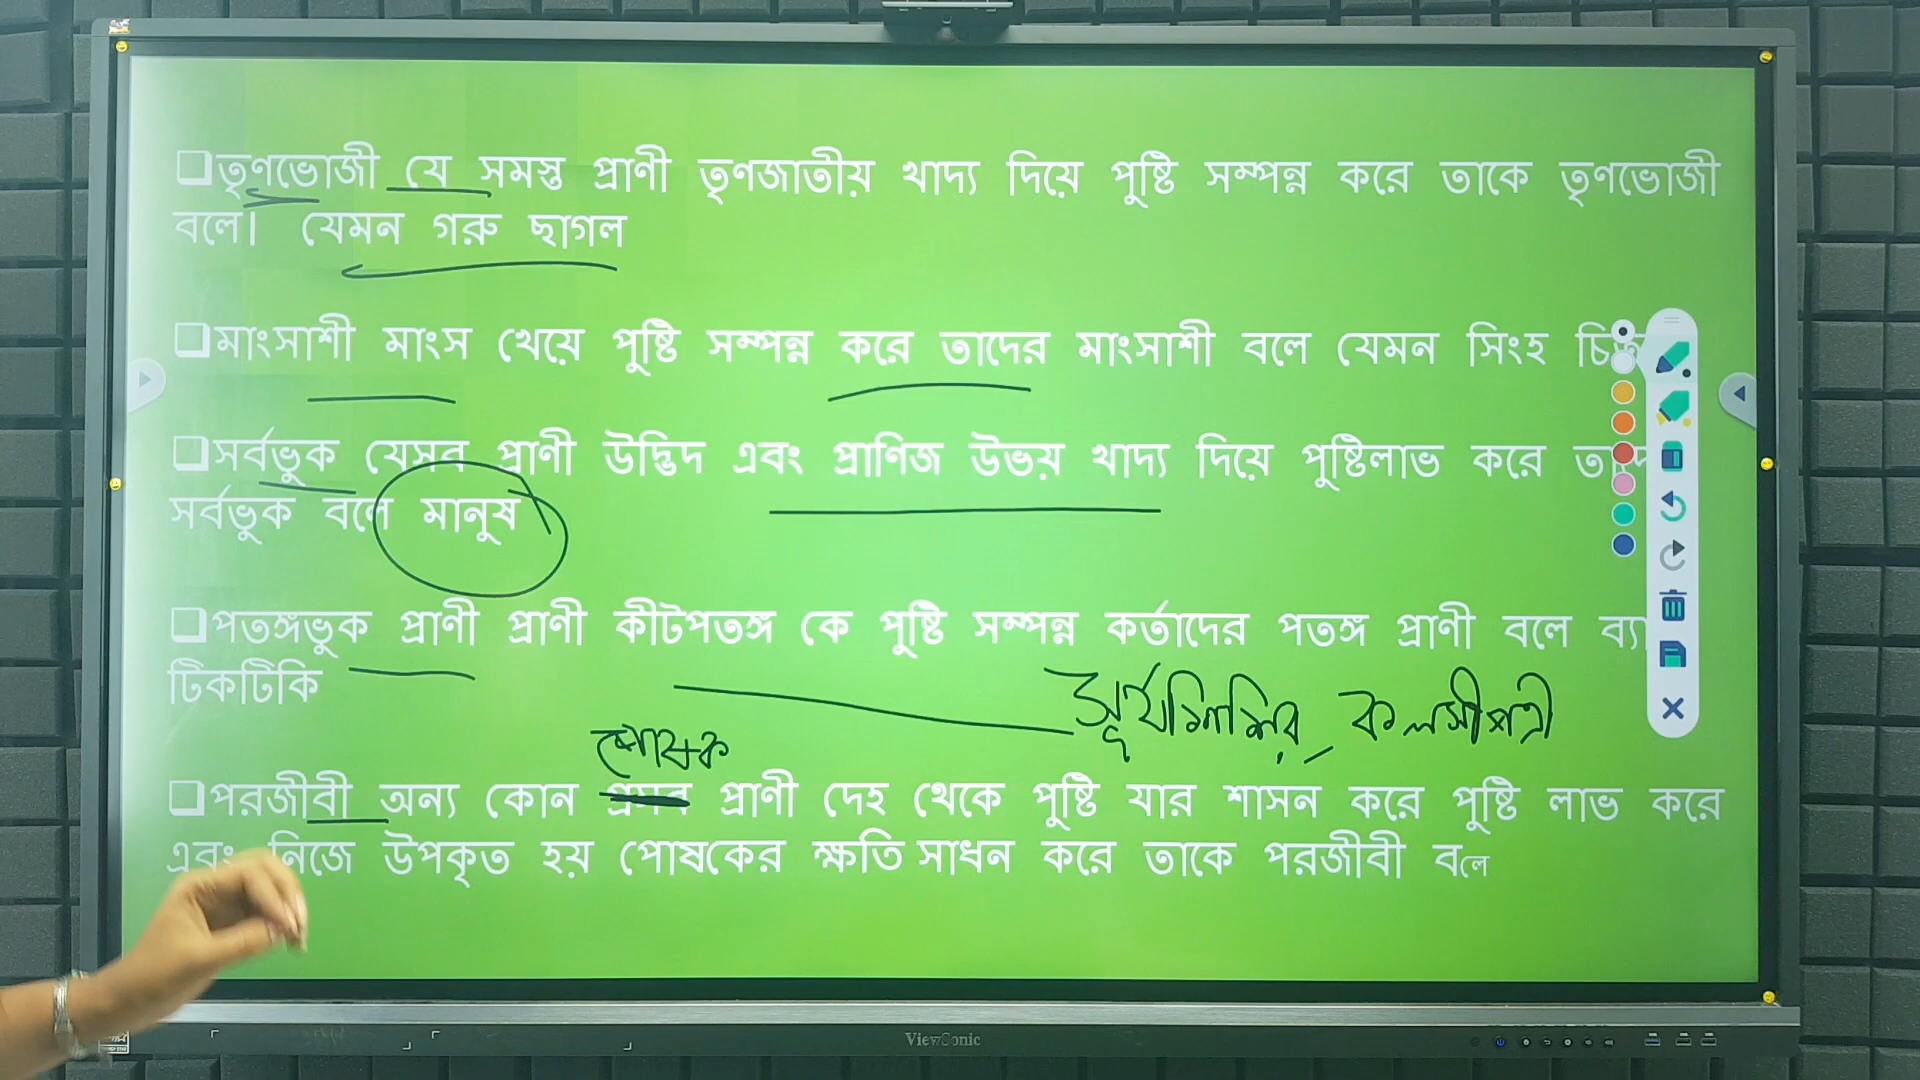 তৃণভোজী যে সমস্ত প্রাণী তৃণজাতীয় খাদ্য দিয়ে পুষ্টি সম্পন্ন করে তাকে তৃণভোজী
বলে। যেমন গরু ছাগল
মাংসাশী মাংস খেয়ে পুষ্টি সম্পন্ন করে তাদের মাংসাশী বলে যেমন সিংহ
সর্বভুক যেসব প্রাণী উদ্ভিদ এবং প্রাণিজ উভয় খাদ্য দিয়ে পুষ্টিলাভ করে
সর্বভুক বলে মানুষ
পতঙ্গভুক প্রাণী প্রাণী কীটপতঙ্গ কে পুষ্টি সম্পন্ন কর্তাদের পতঙ্গ প্রাণী বলে
টিকটিকি
সূর্যশিশির, কলসীপত্রী
পোষক
পরজীবী অন্য কোন প্রাণী দেহ থেকে পুষ্টি যার শাসন করে পুষ্টি লাভ করে
এবং নিজে উপকৃত হয় পোষকের ক্ষতি সাধন করে তাকে পরজীবী বলে
ViewSonic